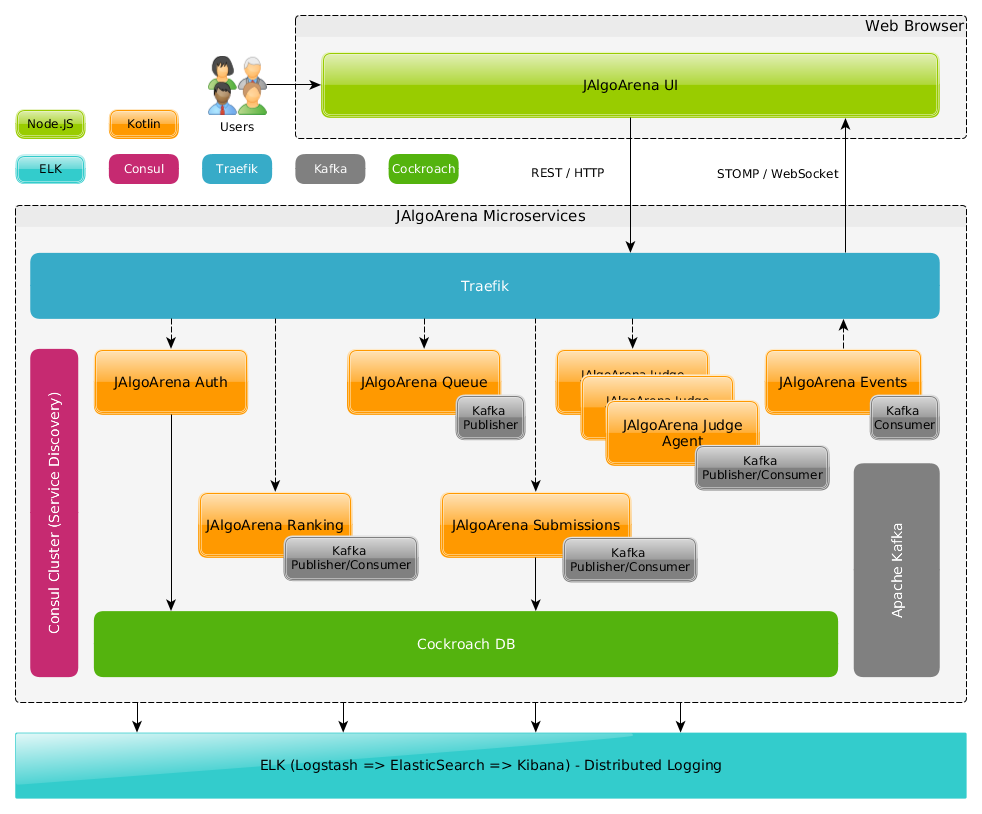 Web Browser
JAlgoArena UI
Users
Node.JS
Kotlin
ELK
Consul
Traefik
Kafka
Cockroach
REST / HTTP
STOMP / WebSocket
JAlgoArena Microservices
Traefik
Consul Cluster (Service Discovery)
JAlgoArena Auth
JAlgoArena Queue
Kafka
Publisher
JAlgoArena Judge
JAlgoArena Judge
JAlgoArena Judge
Agent
Kafka
Publisher/Consumer
JAlgoArena Events
Kafka
Consumer
JAlgoArena Ranking
Kafka
Publisher/Consumer
JAlgoArena Submissions
Kafka
Publisher/Consumer
Apache Kafka
Cockroach DB
ELK (Logstash => ElasticSearch => Kibana) - Distributed Logging